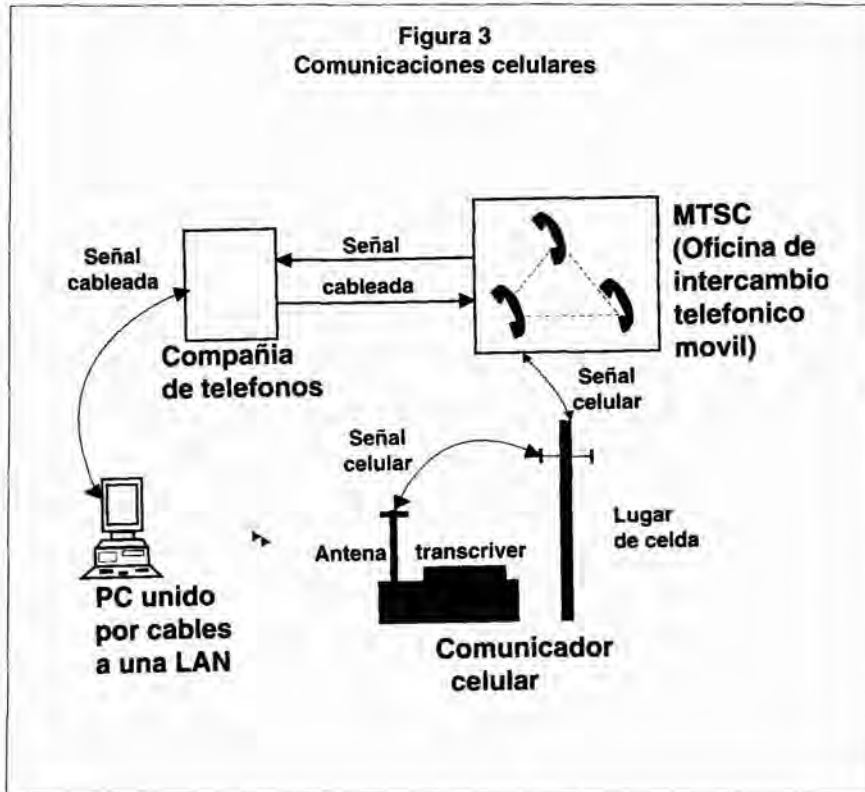 Figura 3
Comunicaciones celulares
Señal
cableada
Señal
cableada
Compañia
de telefonos
MTSC
(Oficina de
intercambio
telefonico
movil)
Señal
celular
Señal
celular
Antena
transcriver
Lugar
de celda
PC unido
por cables
a una LAN
Comunicador
celular